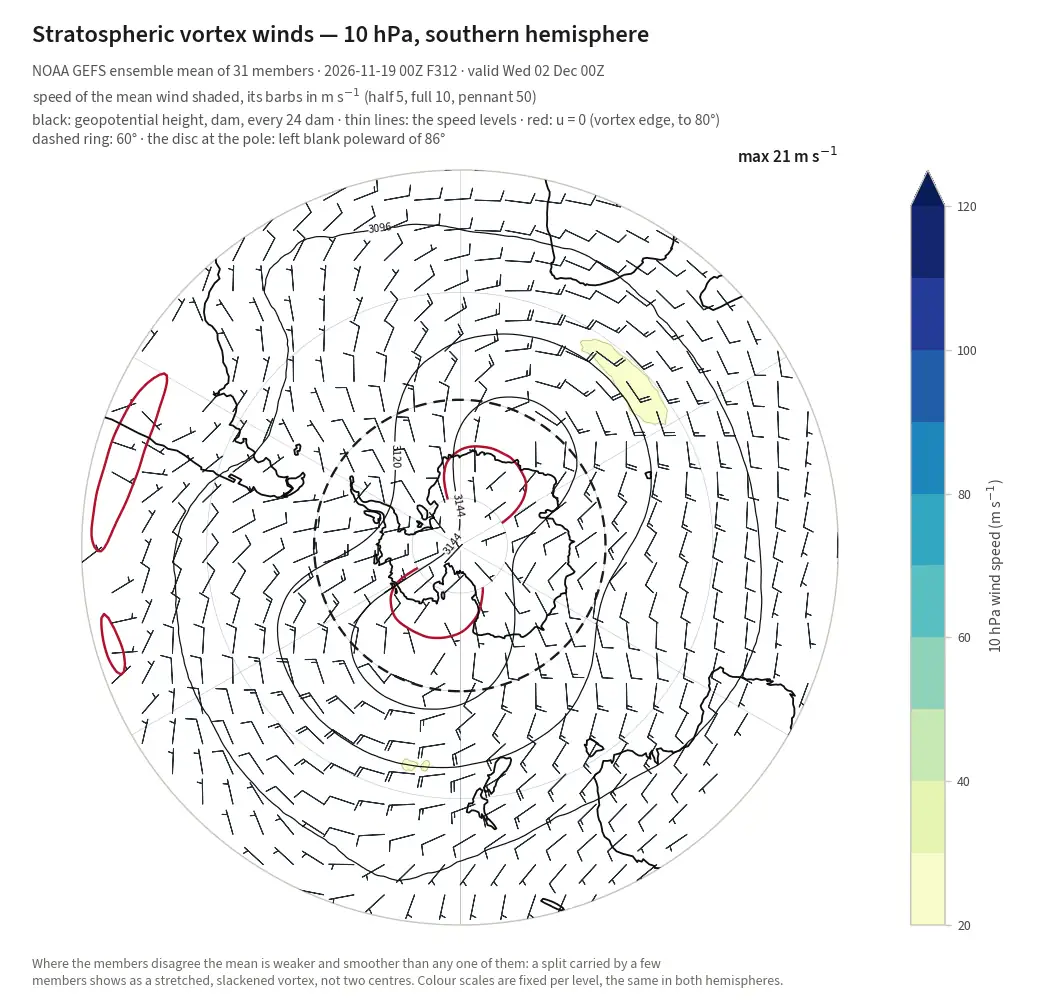 Stratospheric vortex winds — 10 hPa, southern hemisphere
NOAA GEFS ensemble mean of 31 members · 2026-11-19 00Z F312 · valid Wed 02 Dec 00Z
speed of the mean wind shaded, its barbs in m s⁻¹ (half 5, full 10, pennant 50)
black: geopotential height, dam, every 24 dam · thin lines: the speed levels · red: u = 0 (vortex edge, to 80°)
dashed ring: 60° · the disc at the pole: left blank poleward of 86°
max 21 m s⁻¹
3096
3120
3144
3144
120
100
80
60
40
20
10 hPa wind speed (m s⁻¹)
Where the members disagree the mean is weaker and smoother than any one of them: a split carried by a few
members shows as a stretched, slackened vortex, not two centres. Colour scales are fixed per level, the same in both hemispheres.